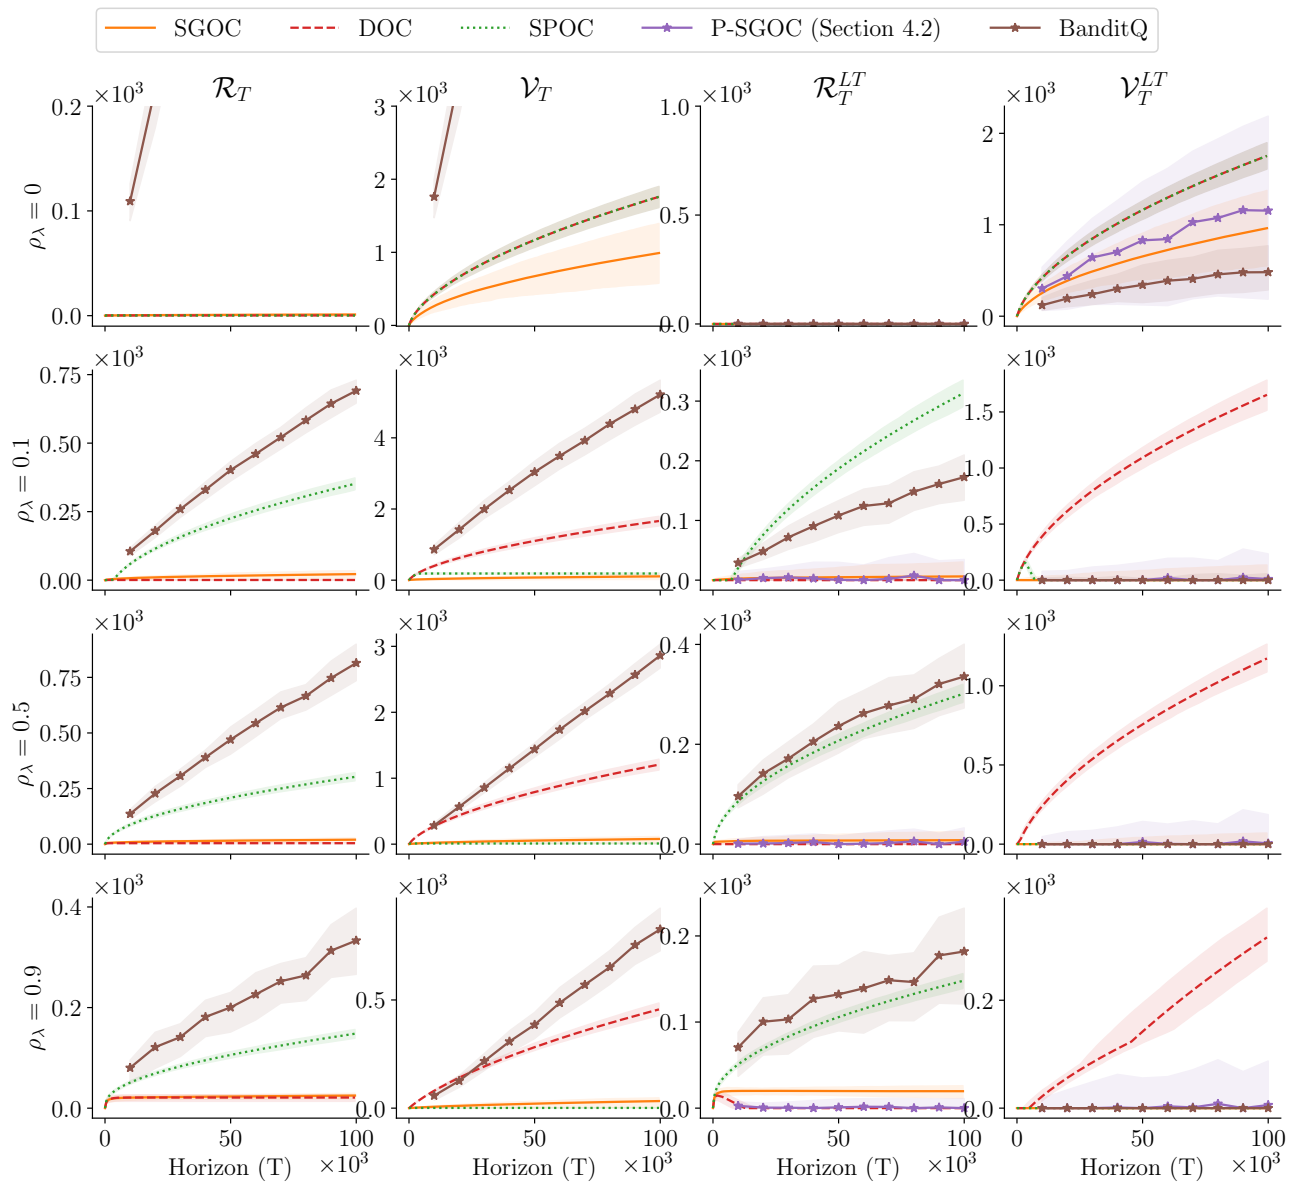 SGOC DOC SPOC P-SGOC (Section 4.2) BanditQ
×10³ R_T ×10³ V_T ×10³ R_T^{LT} ×10³ V_T^{LT}
ρ_λ = 0
0.2 0.1 0.0
3 2 1 0
1.0 0.5 0.0
2 1 0
×10³ ×10³ ×10³ ×10³
ρ_λ = 0.1
0.75 0.50 0.25 0.00
4 2 0
0.3 0.2 0.1 0.0
1.5 1.0 0.5 0.0
×10³ ×10³ ×10³ ×10³
ρ_λ = 0.5
0.75 0.50 0.25 0.00
3 2 1 0
0.4 0.2 0.0
1.0 0.0
×10³ ×10³ ×10³ ×10³
ρ_λ = 0.9
0.4 0.2 0.0
0.5 0.0
0.2 0.1 0.0
0.2 0.0
0 50 100 0 50 100 0 50 100 0 50 100
Horizon (T) ×10³ Horizon (T) ×10³ Horizon (T) ×10³ Horizon (T) ×10³